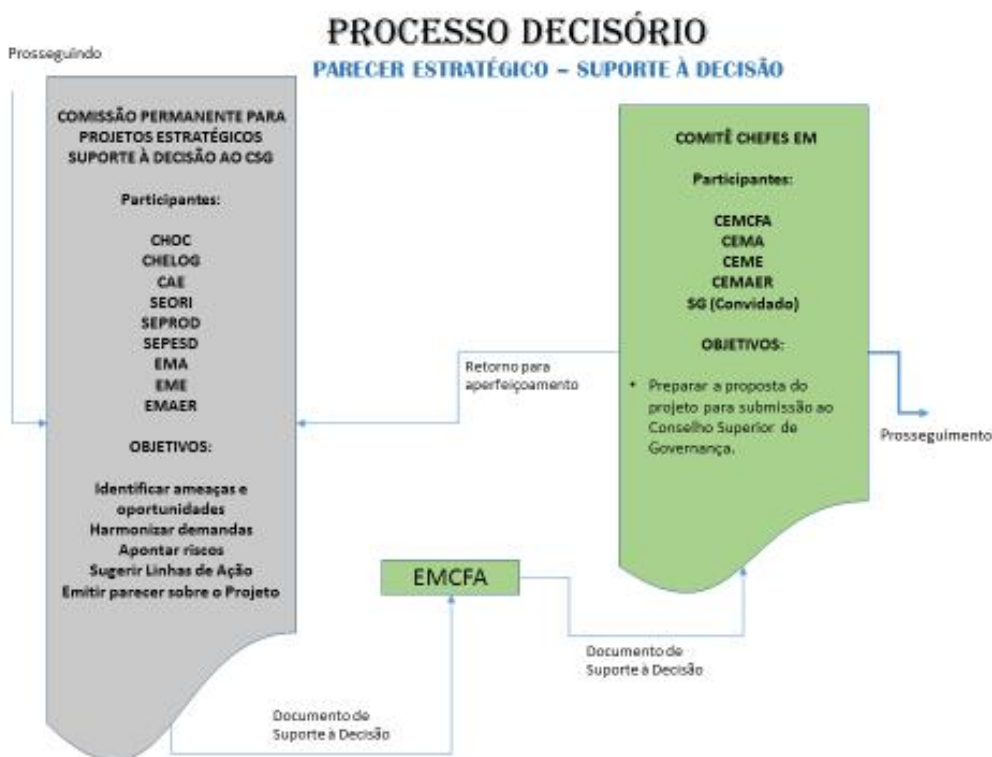 PROCESSO DECISÓRIO
PARECER ESTRATÉGICO – SUPORTE À DECISÃO
Prosseguindo
COMISSÃO PERMANENTE PARA
PROJETOS ESTRATÉGICOS
SUPORTE À DECISÃO AO CSG
Participantes:
CHOC
CHELOG
CAE
SEORI
SEPROD
SEPESD
EMA
EME
EMAER
OBJETIVOS:
Identificar ameaças e
oportunidades
Harmonizar demandas
Apontar riscos
Sugerir Linhas de Ação
Emitir parecer sobre o Projeto
Documento de
Suporte à Decisão
EMCFA
Documento de
Suporte à Decisão
COMITÊ CHEFES EM
Participantes:
CEMCFA
CEMA
CEME
CEMAER
SG (Convidado)
OBJETIVOS:
• Preparar a proposta do
projeto para submissão ao
Conselho Superior de
Governança.
Retorno para
aperfeiçoamento
Prosseguimento